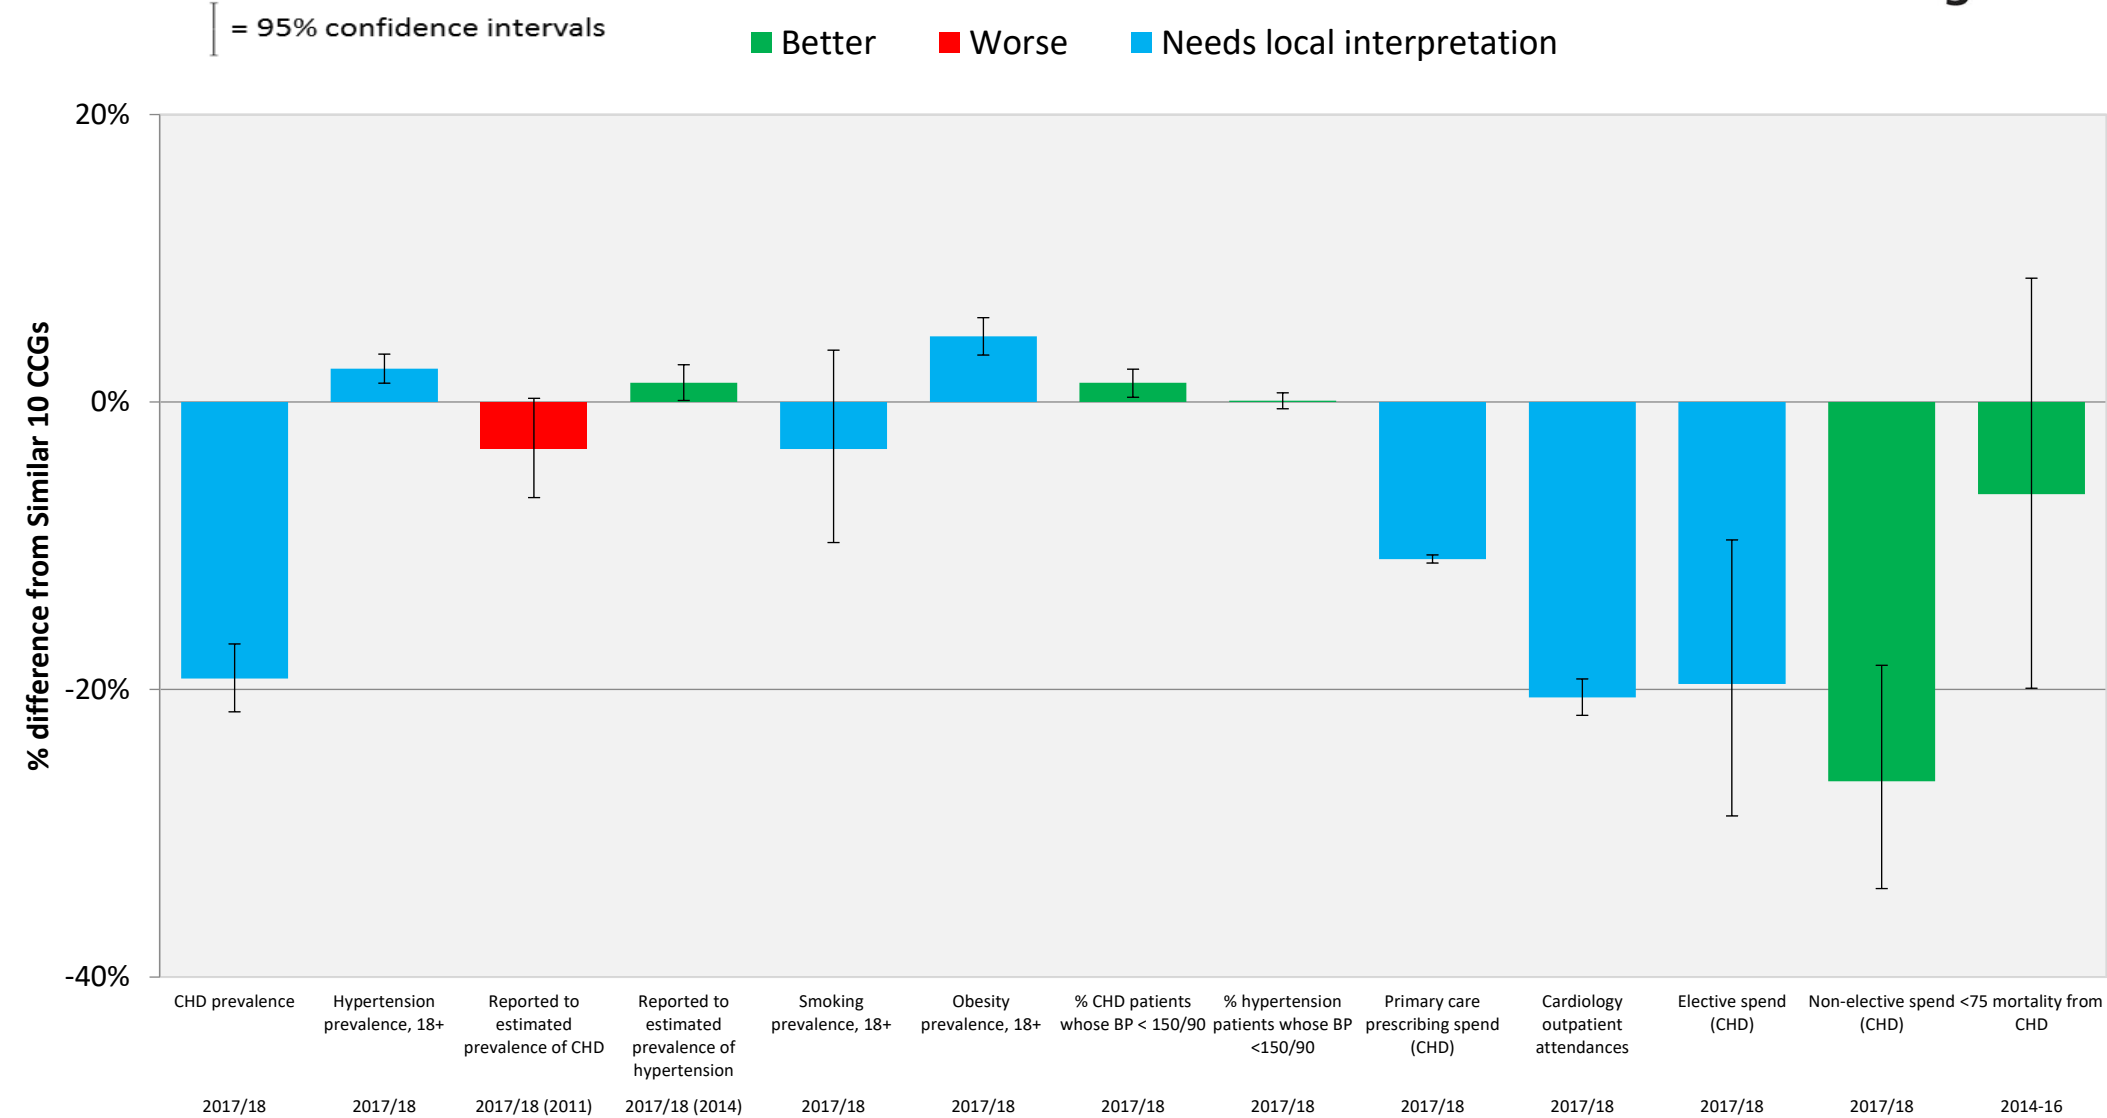 = 95% confidence intervals
Better
Worse
Needs local interpretation
% difference from Similar 10 CCGs
20%
0%
-20%
-40%
CHD prevalence
2017/18
Hypertension
prevalence, 18+
2017/18
Reported to
estimated
prevalence of CHD
2017/18 (2011)
Reported to
estimated
prevalence of
hypertension
2017/18 (2014)
Smoking
prevalence, 18+
2017/18
Obesity
prevalence, 18+
2017/18
% CHD patients
whose BP < 150/90
2017/18
% hypertension
patients whose BP
<150/90
2017/18
Primary care
prescribing spend
(CHD)
2017/18
Cardiology
outpatient
attendances
2017/18
Elective spend
(CHD)
2017/18
Non-elective spend
(CHD)
2017/18
<75 mortality from
CHD
2014-16